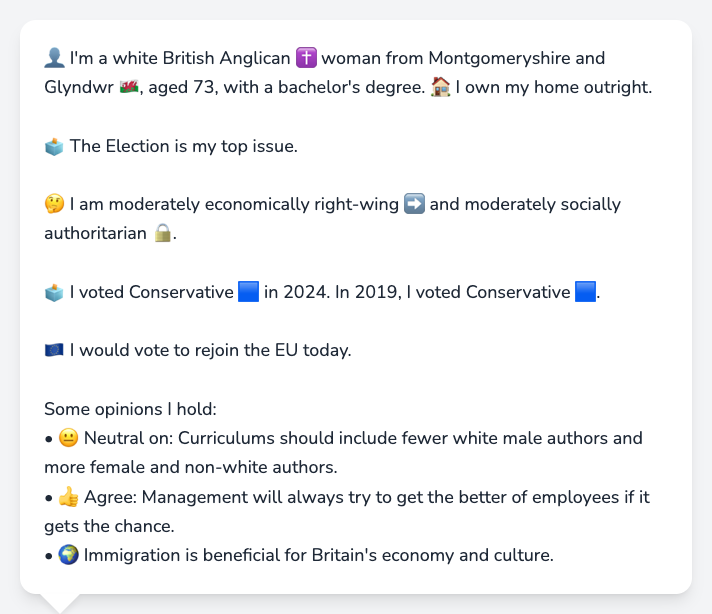 👤 I'm a white British Anglican ✝️ woman from Montgomeryshire and
Glyndwr 🏴󠁧󠁢󠁷󠁬󠁳󠁿, aged 73, with a bachelor's degree. 🏠 I own my home outright.
🗳️ The Election is my top issue.
🤔 I am moderately economically right-wing ➡️ and moderately socially
authoritarian 🔒.
🗳️ I voted Conservative 🟦 in 2024. In 2019, I voted Conservative 🟦.
🇪🇺 I would vote to rejoin the EU today.
Some opinions I hold:
• 😐 Neutral on: Curriculums should include fewer white male authors and
more female and non-white authors.
• 👍 Agree: Management will always try to get the better of employees if it
gets the chance.
• 🌍 Immigration is beneficial for Britain's economy and culture.